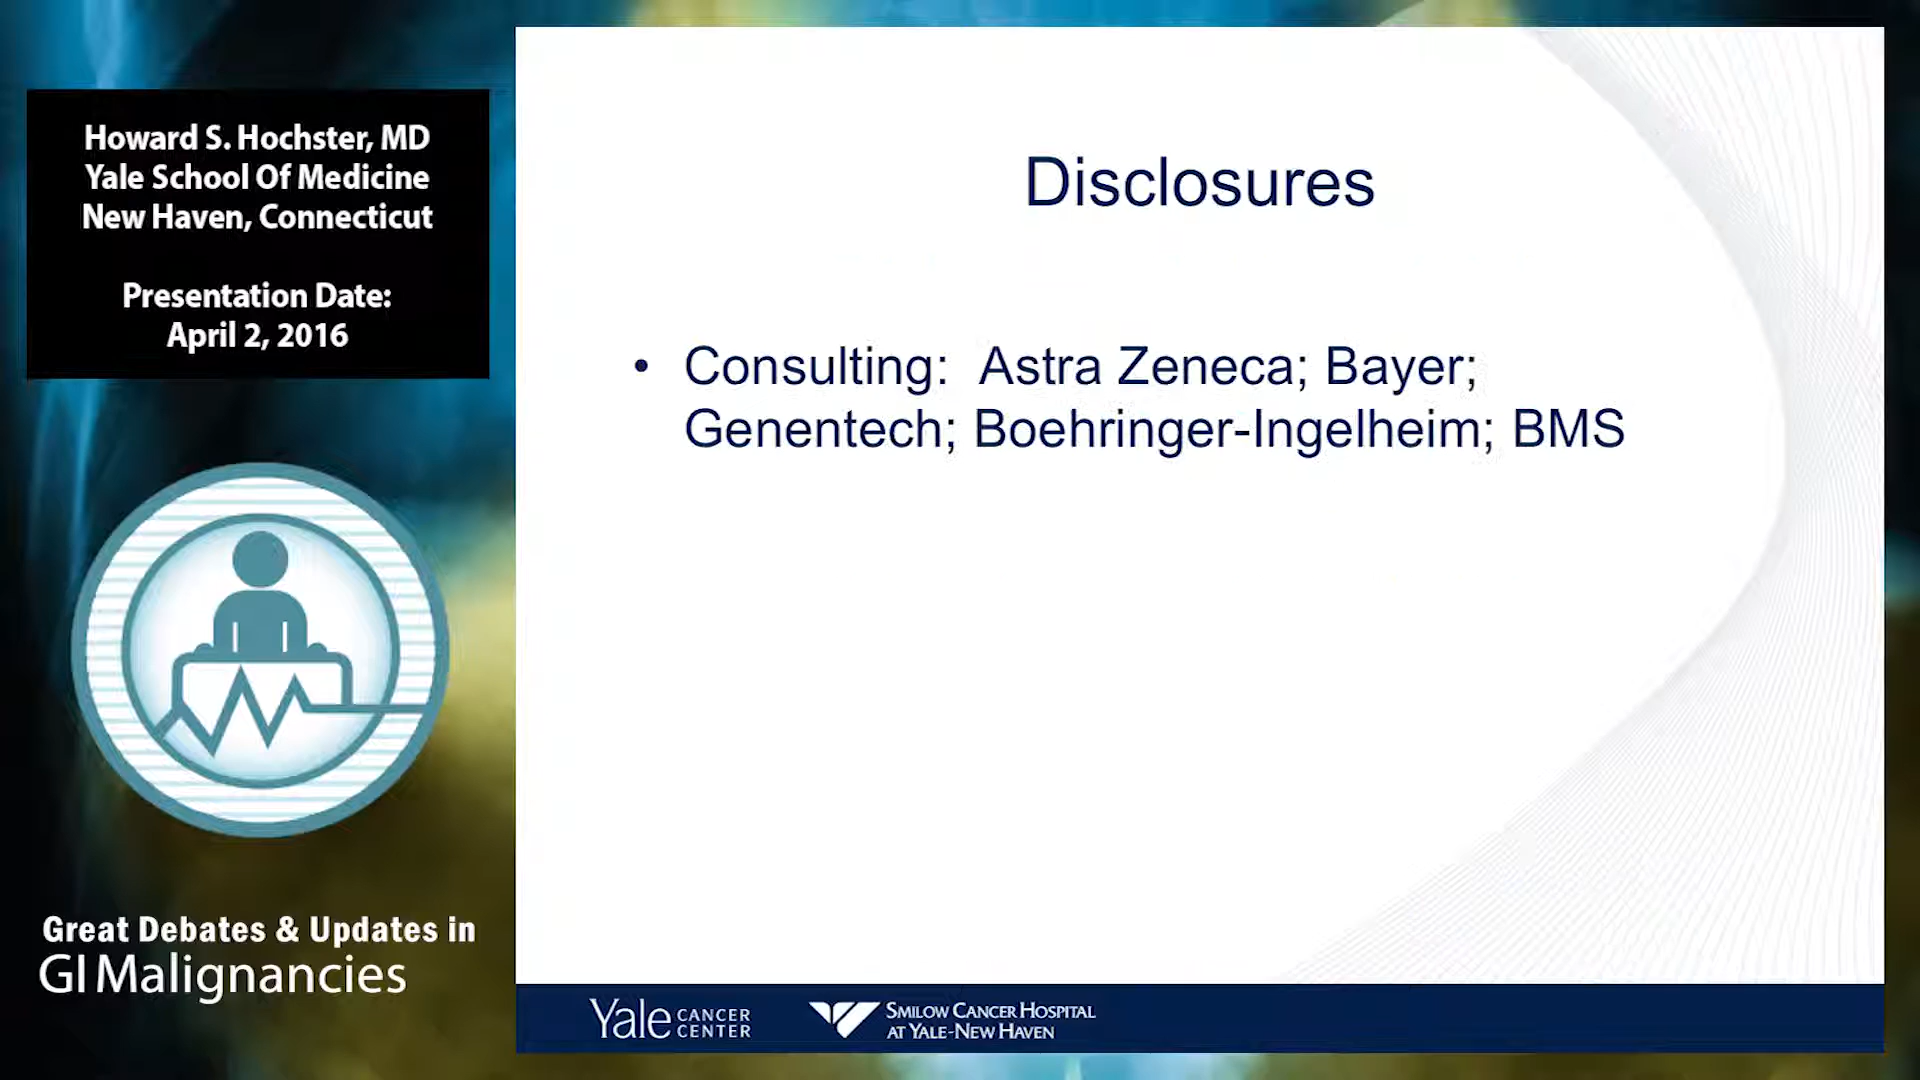 Howard S. Hochster, MD
Yale School Of Medicine
New Haven, Connecticut
Presentation Date:
April 2, 2016
Great Debates & Updates in
GI Malignancies
Disclosures
• Consulting: Astra Zeneca; Bayer;
Genentech; Boehringer-Ingelheim; BMS
Yale CANCER
CENTER
SMILOW CANCER HOSPITAL
AT YALE-NEW HAVEN